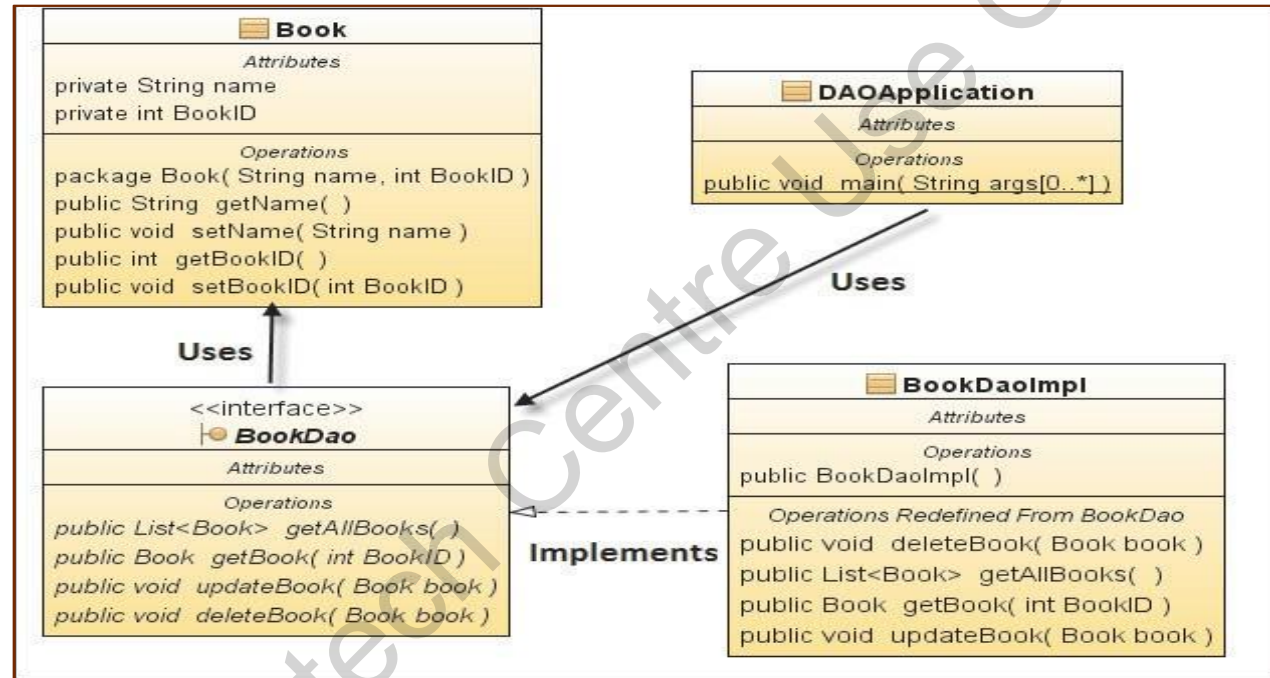 Book
Attributes
private String name
private int BookID
Operations
package Book( String name, int BookID )
public String getName( )
public void setName( String name )
public int getBookID( )
public void setBookID( int BookID )
Uses
<<interface>>
BookDao
Attributes
Operations
public List<Book> getAllBooks( )
public Book getBook( int BookID )
public void updateBook( Book book )
public void deleteBook( Book book )
DAOApplication
Attributes
Operations
public void main( String args[0..*] )
Uses
Implements
BookDaoImpl
Attributes
Operations
public BookDaoImpl( )
Operations Redefined From BookDao
public void deleteBook( Book book )
public List<Book> getAllBooks( )
public Book getBook( int BookID )
public void updateBook( Book book )
tech Centre Use